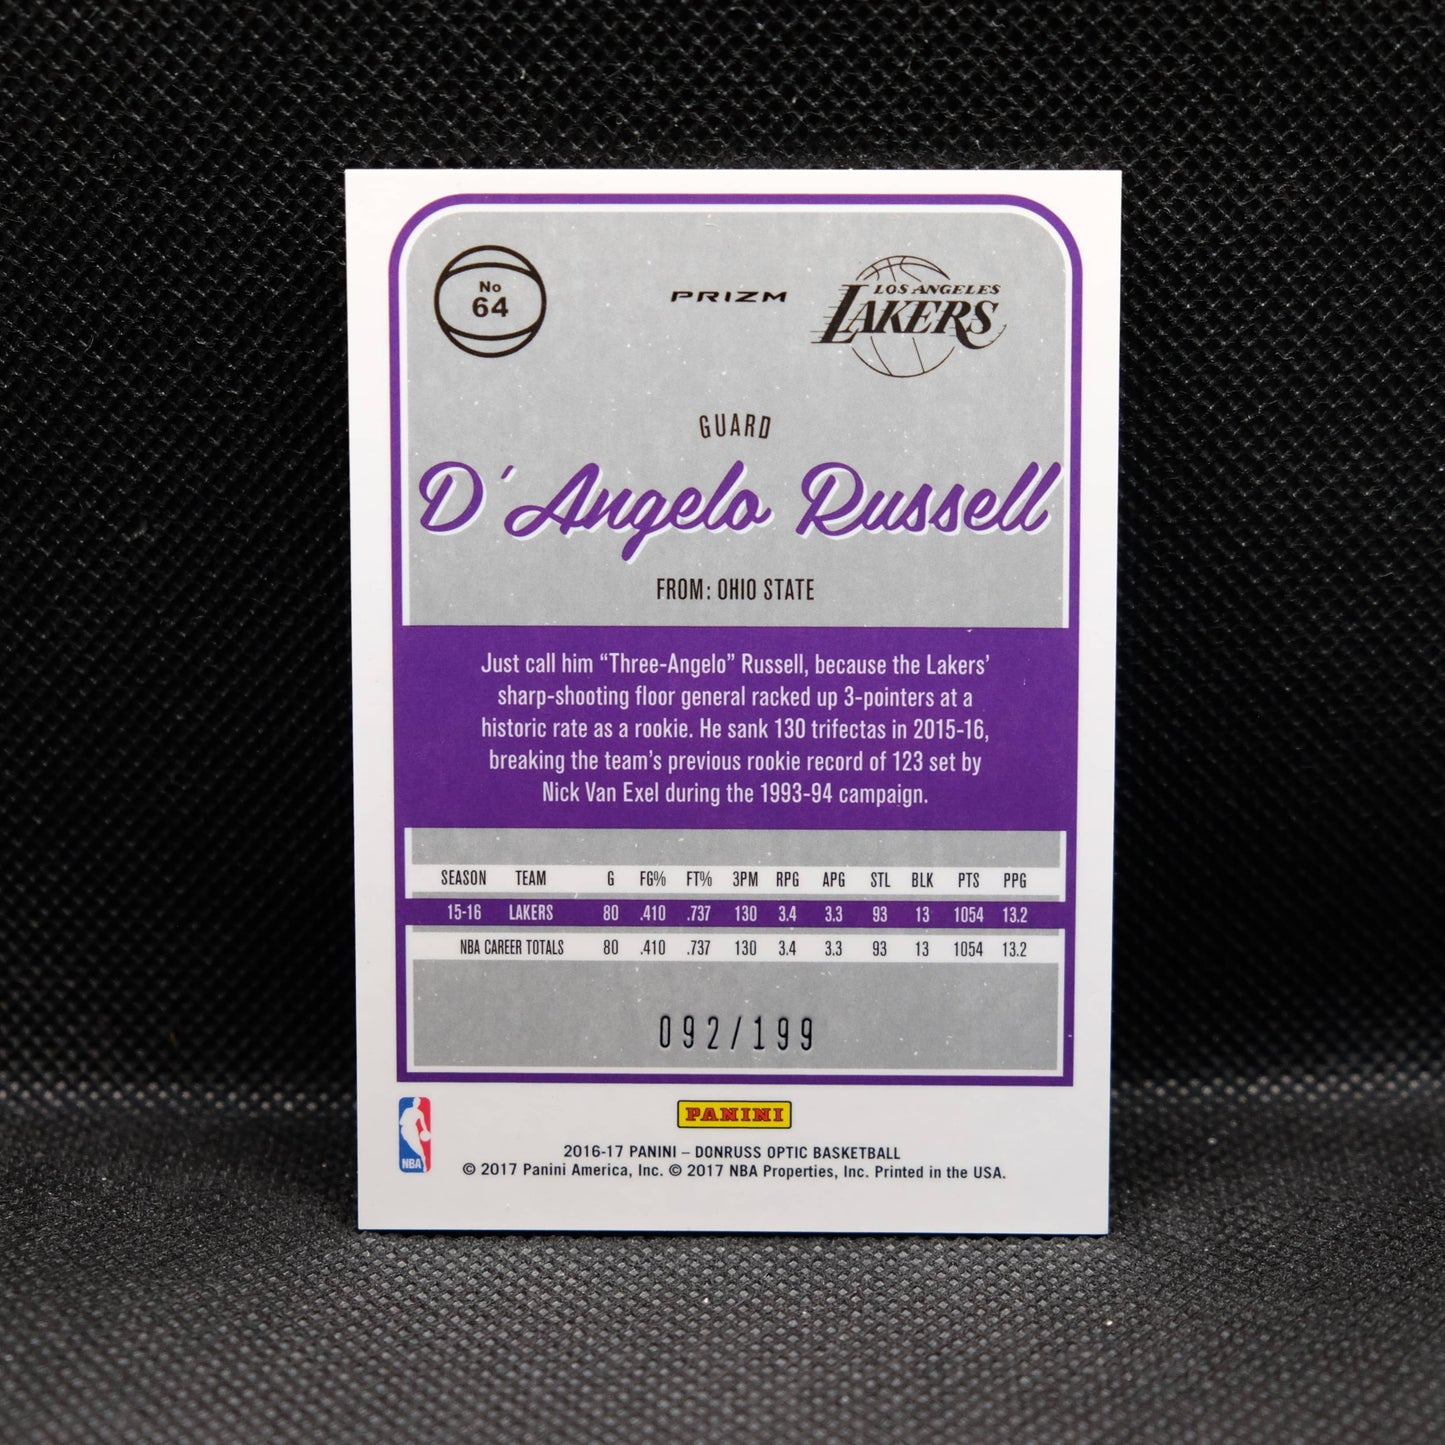 No
64
PRIZM
LOS ANGELES
LAKERS
GUARD
D'Angelo Russell
FROM: OHIO STATE
Just call him “Three-Angelo” Russell, because the Lakers’
sharp-shooting floor general racked up 3-pointers at a
historic rate as a rookie. He sank 130 trifectas in 2015-16,
breaking the team’s previous rookie record of 123 set by
Nick Van Exel during the 1993-94 campaign.
SEASON TEAM G FG% FT% 3PM RPG APG STL BLK PTS PPG
15-16 LAKERS 80 .410 .737 130 3.4 3.3 93 13 1054 13.2
NBA CAREER TOTALS 80 .410 .737 130 3.4 3.3 93 13 1054 13.2
092/199
PANINI
NBA
2016-17 PANINI – DONRUSS OPTIC BASKETBALL
© 2017 Panini America, Inc. © 2017 NBA Properties, Inc. Printed in the USA.